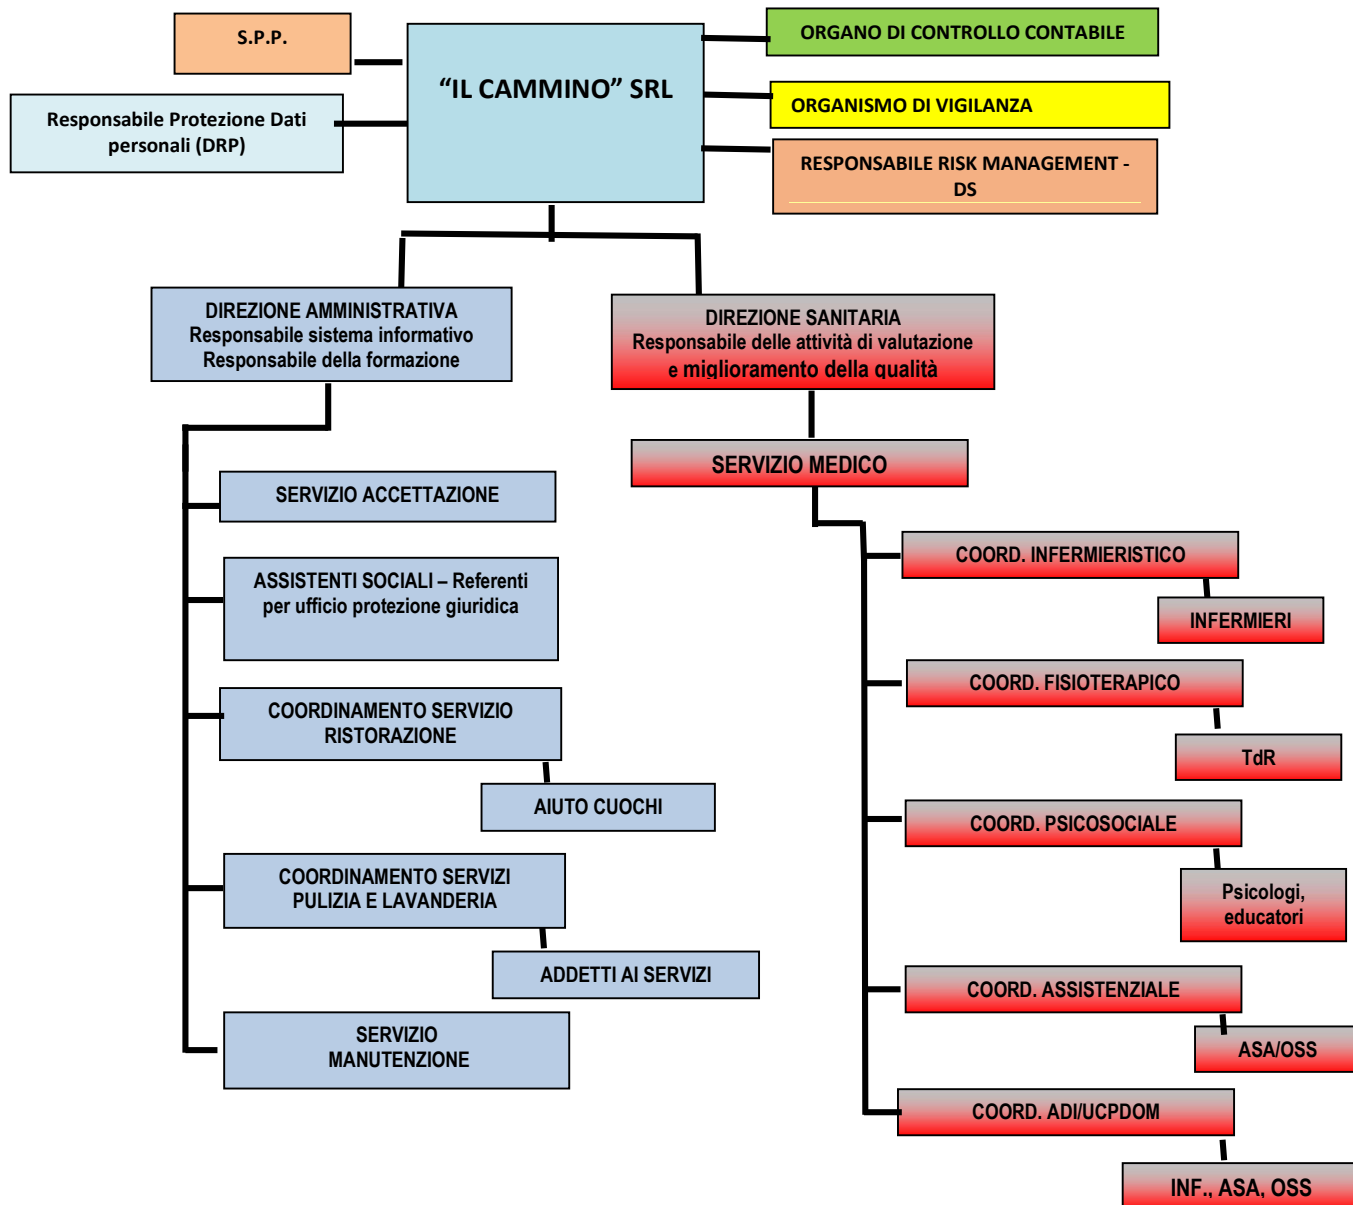 S.P.P.
ORGANO DI CONTROLLO CONTABILE
“IL CAMMINO” SRL
ORGANISMO DI VIGILANZA
Responsabile Protezione Dati
personali (DRP)
RESPONSABILE RISK MANAGEMENT -
DS
DIREZIONE AMMINISTRATIVA
Responsabile sistema informativo
Responsabile della formazione
DIREZIONE SANITARIA
Responsabile delle attività di valutazione
e miglioramento della qualità
SERVIZIO MEDICO
SERVIZIO ACCETTAZIONE
ASSISTENTI SOCIALI – Referenti
per ufficio protezione giuridica
COORDINAMENTO SERVIZIO
RISTORAZIONE
AIUTO CUOCHI
COORDINAMENTO SERVIZI
PULIZIA E LAVANDERIA
ADDETTI AI SERVIZI
SERVIZIO
MANUTENZIONE
COORD. INFERMIERISTICO
INFERMIERI
COORD. FISIOTERAPICO
TdR
COORD. PSICOSOCIALE
Psicologi,
educatori
COORD. ASSISTENZIALE
ASA/OSS
COORD. ADI/UCPDOM
INF., ASA, OSS